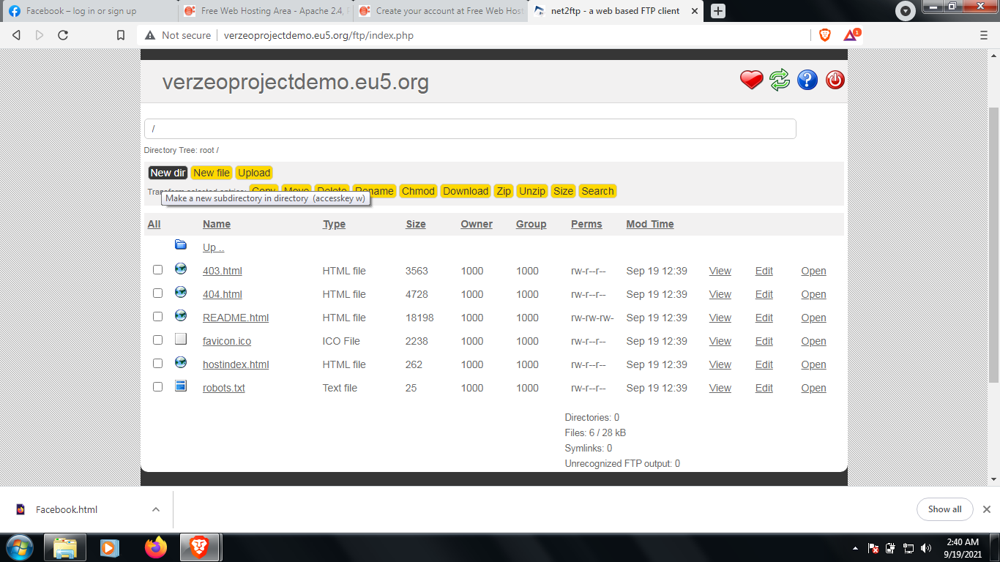 Facebook – log in or sign up
Free Web Hosting Area - Apache 2.4,
Create your account at Free Web Host
net2ftp - a web based FTP client
Not secure
verzeoprojectdemo.eu5.org/ftp/index.php
1
verzeoprojectdemo.eu5.org
/
Directory Tree: root /
New dir New file Upload
Transform selected entries: Copy Move Delete Rename Chmod Download Zip Unzip Size Search
Make a new subdirectory in directory (accesskey w)
All Name Type Size Owner Group Perms Mod Time
Up ..
403.html HTML file 3563 1000 1000 rw-r--r-- Sep 19 12:39 View Edit Open
404.html HTML file 4728 1000 1000 rw-r--r-- Sep 19 12:39 View Edit Open
README.html HTML file 18198 1000 1000 rw-rw-rw- Sep 19 12:39 View Edit Open
favicon.ico ICO File 2238 1000 1000 rw-r--r-- Sep 19 12:39 View Edit Open
hostindex.html HTML file 262 1000 1000 rw-r--r-- Sep 19 12:39 View Edit Open
robots.txt Text file 25 1000 1000 rw-r--r-- Sep 19 12:39 View Edit Open
Directories: 0
Files: 6 / 28 kB
Symlinks: 0
Unrecognized FTP output: 0
Facebook.html
Show all
2:40 AM
9/19/2021